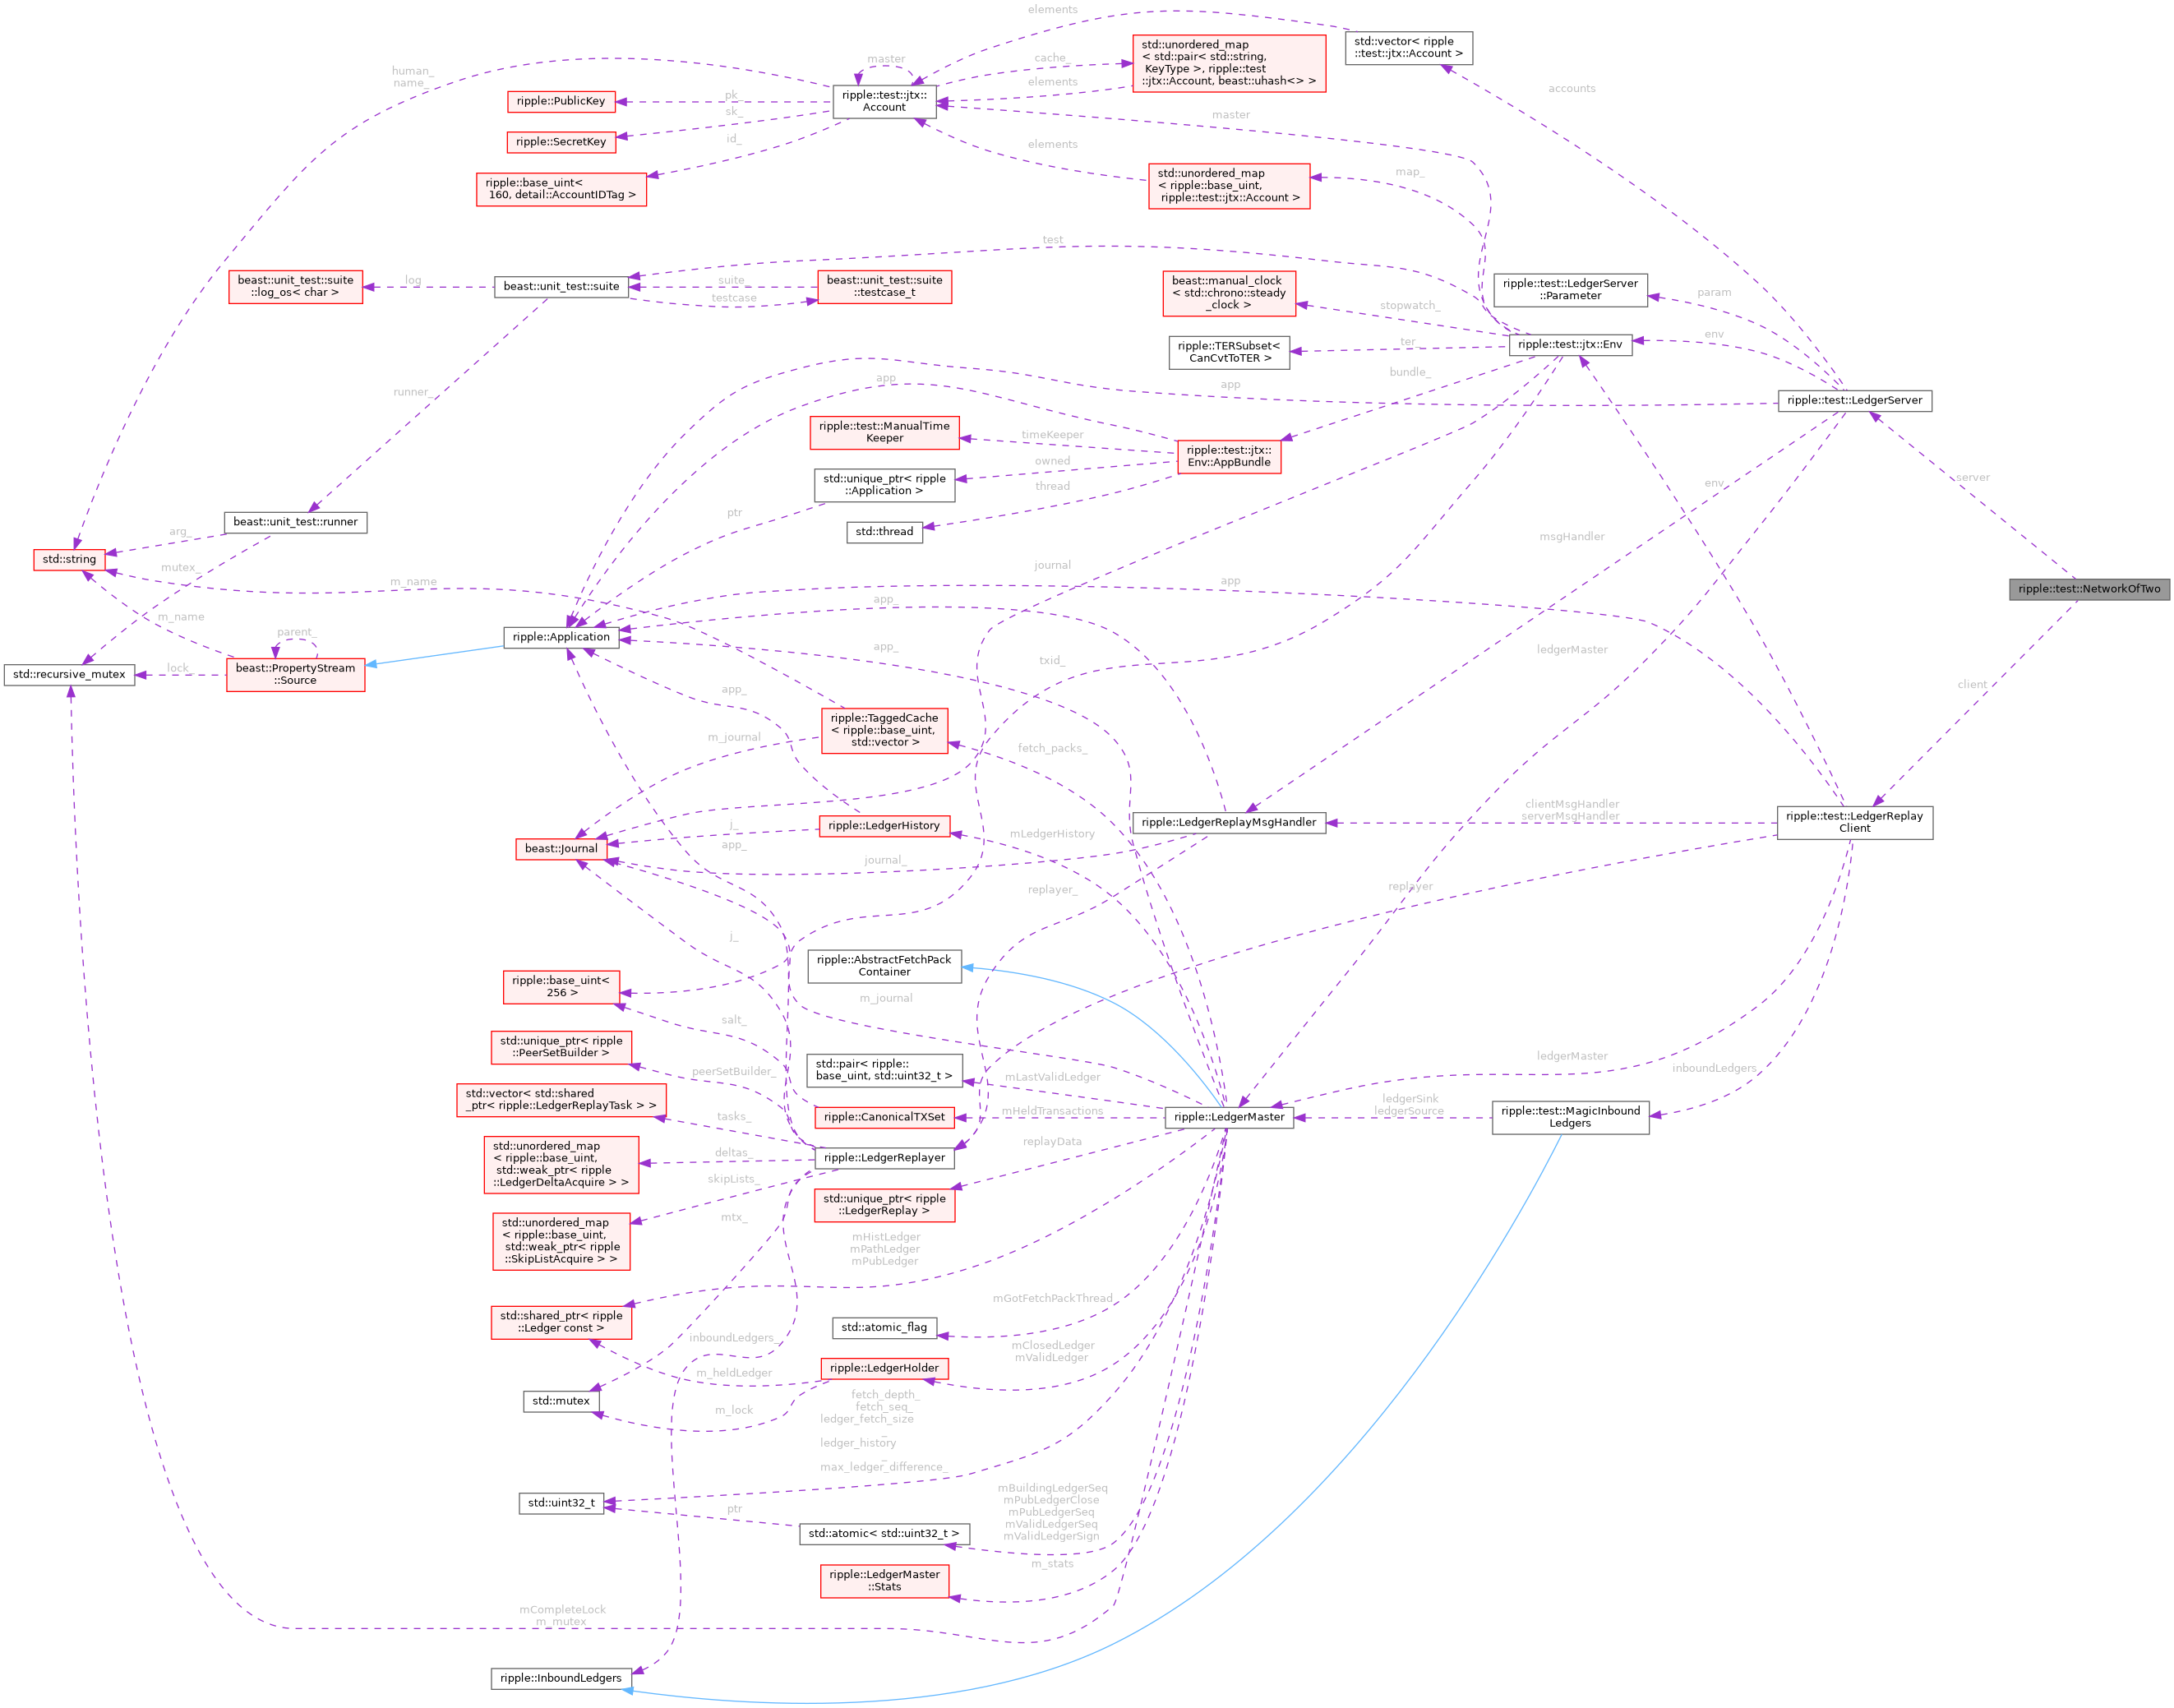 elements
std::vector< ripple
::test::jtx::Account >
std::unordered_map
< std::pair< std::string,
KeyType >, ripple::test
::jtx::Account, beast::uhash<> >
master
cache_
human_
name_
elements
accounts
ripple::test::jtx::
Account
ripple::PublicKey
pk_
sk_
master
ripple::SecretKey
id_
elements
ripple::base_uint<
160, detail::AccountIDTag >
std::unordered_map
< ripple::base_uint,
ripple::test::jtx::Account >
map_
test
beast::unit_test::suite
::log_os< char >
log
beast::unit_test::suite
suite_
testcase
beast::unit_test::suite
::testcase_t
beast::manual_clock
< std::chrono::steady
_clock >
stopwatch_
ripple::test::LedgerServer
::Parameter
param
env
ripple::TERSubset<
CanCvtToTER >
ter_
ripple::test::jtx::Env
bundle_
app
app
runner_
ripple::test::LedgerServer
ripple::test::ManualTime
Keeper
timeKeeper
owned
thread
ripple::test::jtx::
Env::AppBundle
std::unique_ptr< ripple
::Application >
server
env
ptr
beast::unit_test::runner
arg_
std::thread
msgHandler
std::string
mutex_
m_name
journal
app
ripple::test::NetworkOfTwo
app_
m_name
parent_
ripple::Application
app_
txid_
ledgerMaster
std::recursive_mutex
lock_
beast::PropertyStream
::Source
client
app_
ripple::TaggedCache
< ripple::base_uint,
std::vector >
m_journal
fetch_packs_
clientMsgHandler
serverMsgHandler
ripple::LedgerReplayMsgHandler
ripple::test::LedgerReplay
Client
ripple::LedgerHistory
j_
app_
mLedgerHistory
beast::Journal
journal_
replayer_
replayer
j_
ripple::AbstractFetchPack
Container
m_journal
ripple::base_uint<
256 >
salt_
std::unique_ptr< ripple
::PeerSetBuilder >
peerSetBuilder_
std::pair< ripple::
base_uint, std::uint32_t >
mLastValidLedger
ledgerMaster
inboundLedgers
std::vector< std::shared
_ptr< ripple::LedgerReplayTask > >
tasks_
ripple::CanonicalTXSet
mHeldTransactions
ripple::LedgerMaster
ledgerSink
ledgerSource
ripple::test::MagicInbound
Ledgers
replayData
std::unordered_map
< ripple::base_uint,
std::weak_ptr< ripple
::LedgerDeltaAcquire > >
deltas_
ripple::LedgerReplayer
skipLists_
std::unique_ptr< ripple
::LedgerReplay >
std::unordered_map
< ripple::base_uint,
std::weak_ptr< ripple
::SkipListAcquire > >
mtx_
mHistLedger
mPathLedger
mPubLedger
mGotFetchPackThread
std::shared_ptr< ripple
::Ledger const >
inboundLedgers_
std::atomic_flag
mClosedLedger
mValidLedger
ripple::LedgerHolder
m_heldLedger
m_lock
std::mutex
fetch_depth_
fetch_seq_
ledger_fetch_size
_
ledger_history
_
max_ledger_difference_
std::uint32_t
ptr
mBuildingLedgerSeq
mPubLedgerClose
mPubLedgerSeq
mValidLedgerSeq
mValidLedgerSign
std::atomic< std::uint32_t >
m_stats
ripple::LedgerMaster
::Stats
mCompleteLock
m_mutex
ripple::InboundLedgers